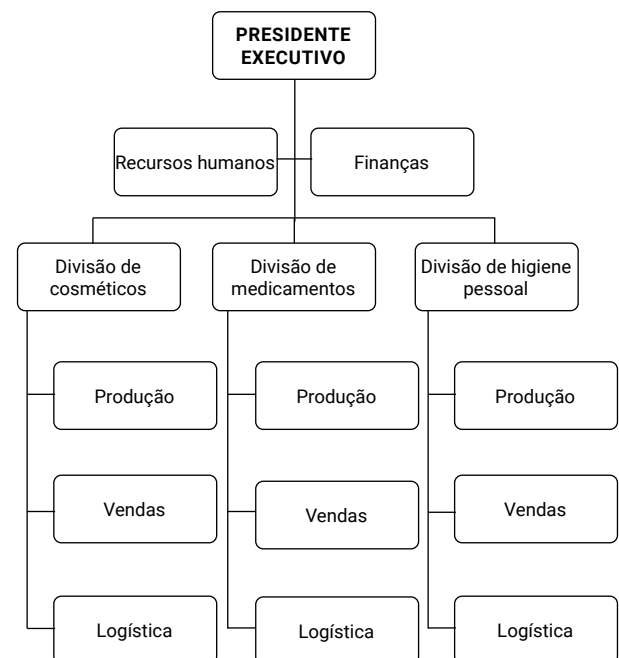 PRESIDENTE
EXECUTIVO
Recursos humanos
Finanças
Divisão de
cosméticos
Divisão de
medicamentos
Divisão de higiene
pessoal
Produção
Produção
Produção
Vendas
Vendas
Vendas
Logística
Logística
Logística